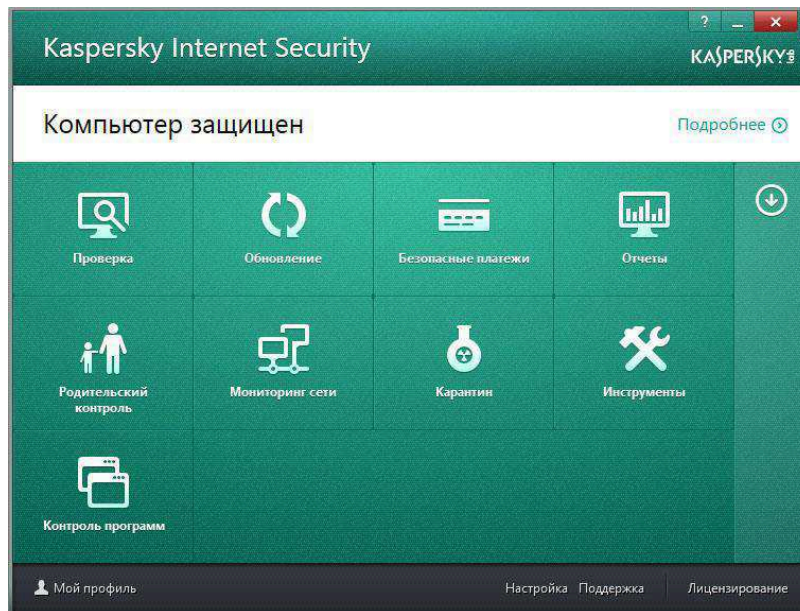 ?
Kaspersky Internet Security
KASPERSKY LAB
Компьютер защищен
Подробнее
Проверка
Обновление
Безопасные платежи
Отчеты
Родительский
контроль
Мониторинг сети
Карантин
Инструменты
Контроль программ
Мой профиль
Настройка
Поддержка
Лицензирование